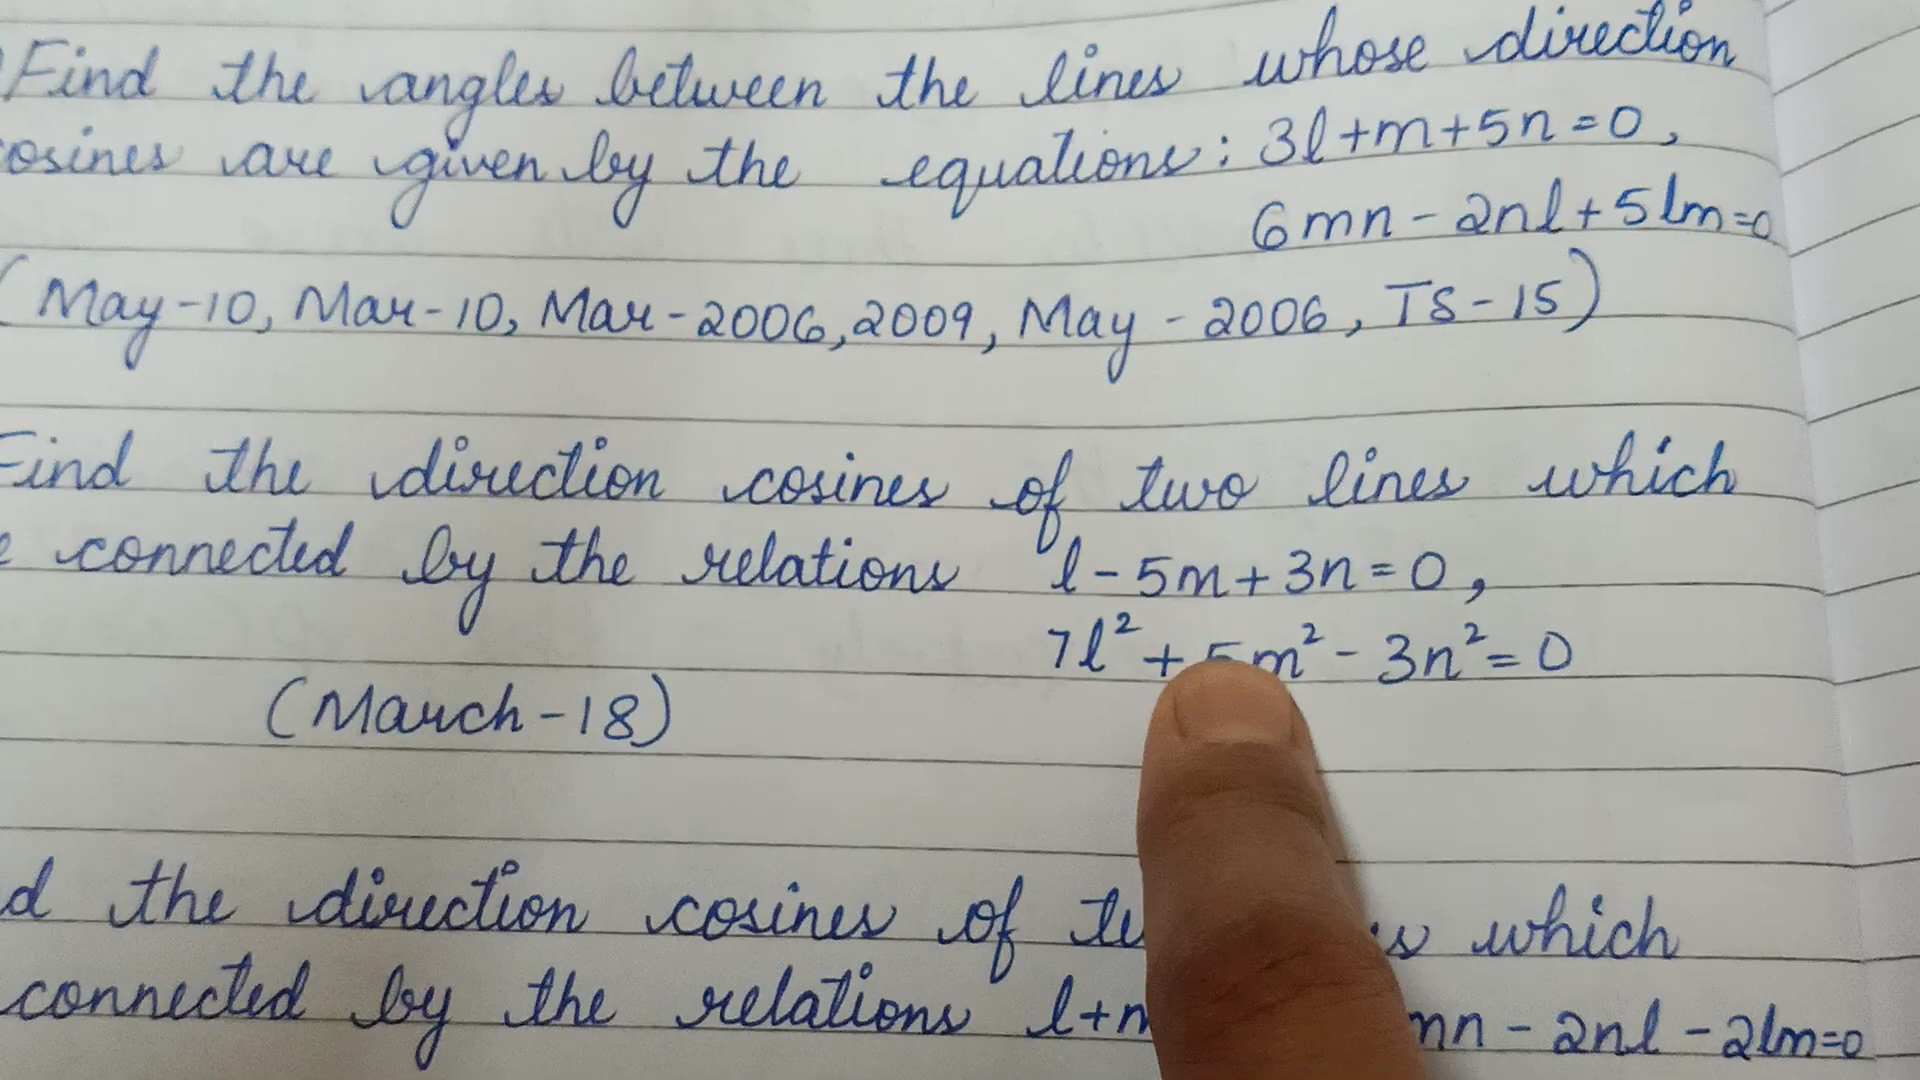 Find the angles between the lines whose direction
cosines are given by the equations: 3l+m+5n=0,
6mn-2nl+5lm=0
(May-10, Mar-10, Mar-2006,2009, May-2006, TS-15)
Find the direction cosines of two lines which
connected by the relations l-5m+3n=0,
7l²+5m²-3n²=0
(March-18)
the direction cosines of which
connected by the relations l+m mn-2nl-2lm=0